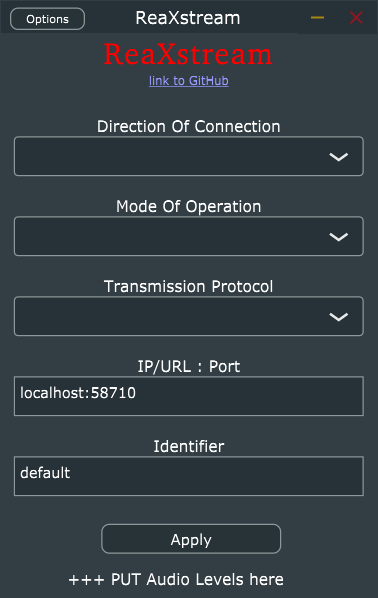 Options
ReaXstream
ReaXstream
link to GitHub
Direction Of Connection
Mode Of Operation
Transmission Protocol
IP/URL : Port
localhost:58710
Identifier
default
Apply
+++ PUT Audio Levels here